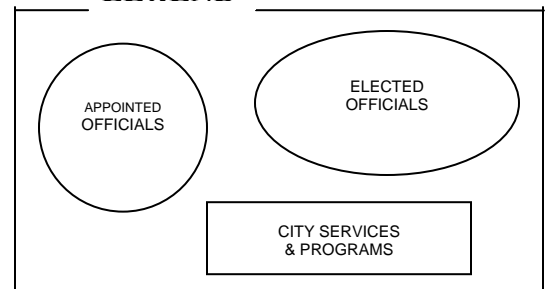 APPOINTED
OFFICIALS
ELECTED
OFFICIALS
CITY SERVICES
& PROGRAMS